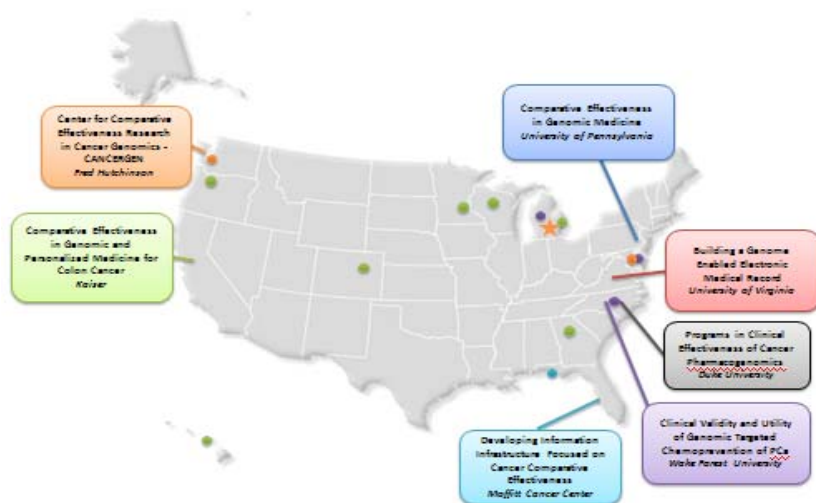 Center for Comparative
Effectiveness Research
in Cancer Genomics -
CANCERGEN
Fred Hutchinson
Comparative Effectiveness
in Genomic Medicine
University of Pennsylvania
Comparative Effectiveness
in Genomic and
Personalized Medicine for
Colon Cancer
Kaiser
Building a Genome
Enabled Electronic
Medical Record
University of Virginia
Programs in Clinical
Effectiveness of Cancer
Pharmacogenomics
Duke University
Developing Information
Infrastructure Focused on
Cancer Comparative
Effectiveness
Moffitt Cancer Center
Clinical Validity and Utility
of Genomic Targeted
Chemoprevention of PCa
Wake Forest University